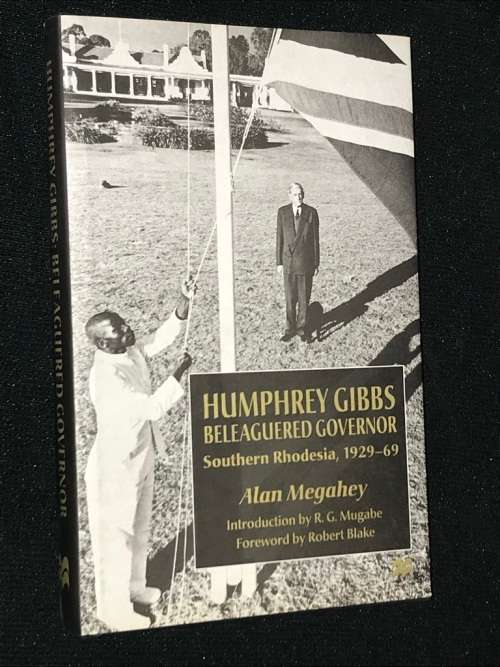 HUMPHREY GIBBS: BELEAGUERED GOVERNOR
HUMPHREY GIBBS
BELEAGUERED GOVERNOR
Southern Rhodesia, 1929–69
Alan Megahey
Introduction by R. G. Mugabe
Foreword by Robert Blake